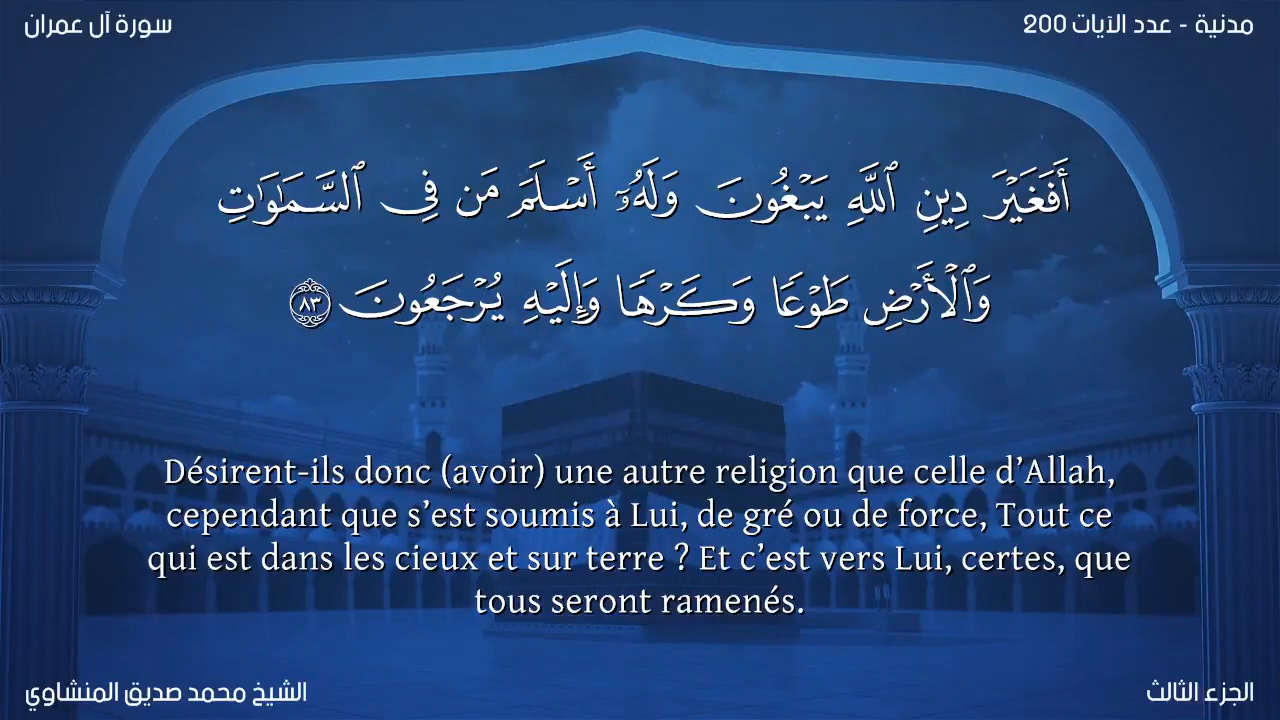 سورة آل عمران
مدنية - عدد الآيات 200
أَفَغَيْرَ دِينِ ٱللَّهِ يَبْغُونَ وَلَهُۥٓ أَسْلَمَ مَن فِى ٱلسَّمَـٰوَٰتِ
وَٱلْأَرْضِ طَوْعًا وَكَرْهًا وَإِلَيْهِ يُرْجَعُونَ ٨٣
Désirent-ils donc (avoir) une autre religion que celle d’Allah,
cependant que s’est soumis à Lui, de gré ou de force, Tout ce
qui est dans les cieux et sur terre ? Et c’est vers Lui, certes, que
tous seront ramenés.
الشيخ محمد صديق المنشاوي
الجزء الثالث